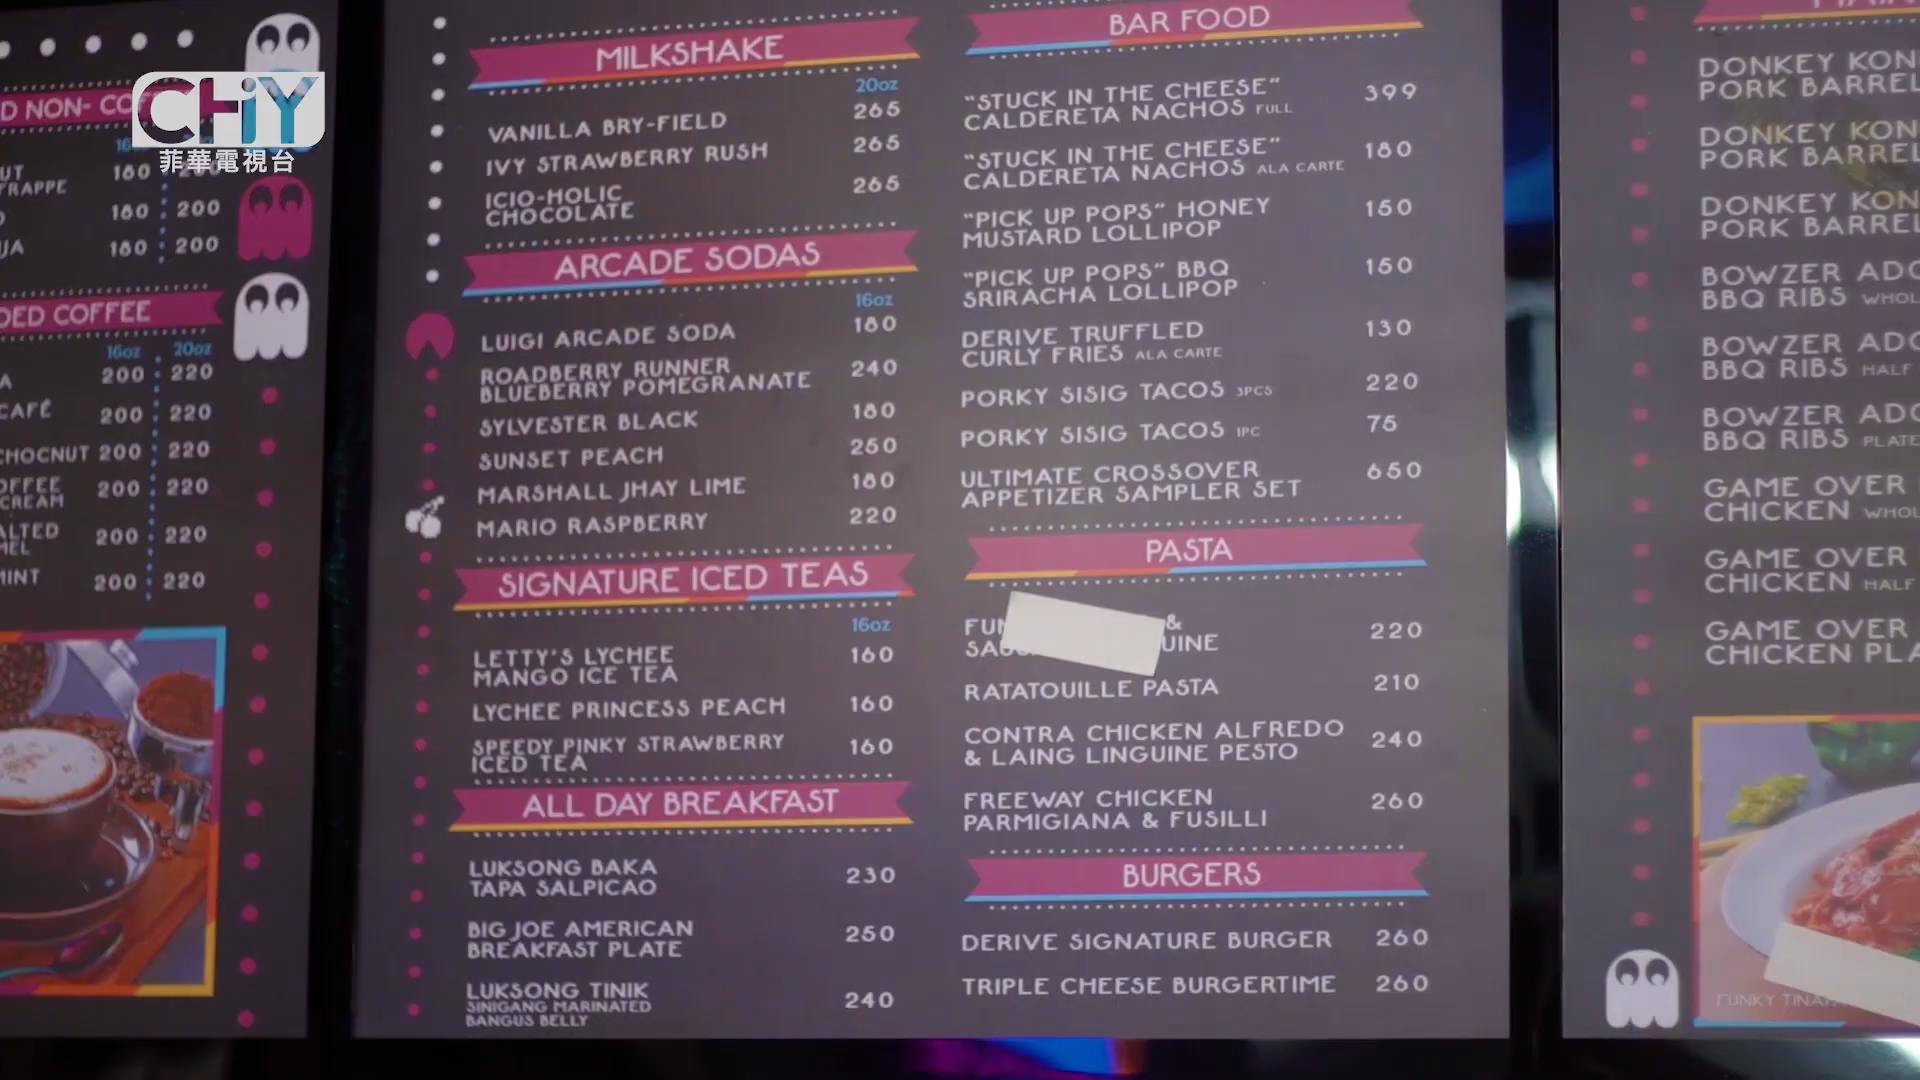 CHiY
菲華電視台
D NON-
180
200
FRAPPE
180 200
180 200
DED COFFEE
16oz 20oz
200 220
CAFÉ 200 220
CHOCNUT 200 220
200 220
CREAM
200 220
MINT 200 220
MILKSHAKE
20oz
VANILLA BRY-FIELD 265
IVY STRAWBERRY RUSH 265
ICIO-HOLIC
CHOCOLATE 265
ARCADE SODAS
16oz
LUIGI ARCADE SODA 180
ROADBERRY RUNNER
BLUEBERRY POMEGRANATE 240
SYLVESTER BLACK 180
SUNSET PEACH 250
MARSHALL JHAY LIME 180
MARIO RASPBERRY 220
SIGNATURE ICED TEAS
16oz
LETTY'S LYCHEE
MANGO ICE TEA 160
LYCHEE PRINCESS PEACH 160
SPEEDY PINKY STRAWBERRY
ICED TEA 160
ALL DAY BREAKFAST
LUKSONG BAKA
TAPA SALPICAO 230
BIG JOE AMERICAN
BREAKFAST PLATE 250
LUKSONG TINIK
SINIGANG MARINATED
BANGUS BELLY 240
BAR FOOD
"STUCK IN THE CHEESE"
CALDERETA NACHOS FULL 399
"STUCK IN THE CHEESE"
CALDERETA NACHOS ALA CARTE 180
"PICK UP POPS" HONEY
MUSTARD LOLLIPOP 150
"PICK UP POPS" BBQ
SRIRACHA LOLLIPOP 150
DERIVE TRUFFLED
CURLY FRIES ALA CARTE 130
PORKY SISIG TACOS 3PCS 220
PORKY SISIG TACOS 1PC 75
ULTIMATE CROSSOVER
APPETIZER SAMPLER SET 650
PASTA
&
220
RATATOUILLE PASTA 210
CONTRA CHICKEN ALFREDO
& LAING LINGUINE PESTO 240
FREEWAY CHICKEN
PARMIGIANA & FUSILLI 260
BURGERS
DERIVE SIGNATURE BURGER 260
TRIPLE CHEESE BURGERTIME 260
DONKEY KON
PORK BARREL
DONKEY KON
PORK BARREL
DONKEY KON
PORK BARREL
BOWZER ADO
BBQ RIBS WHOL
BOWZER ADO
BBQ RIBS HALF
BOWZER ADO
BBQ RIBS PLATE
GAME OVER
CHICKEN WHOL
GAME OVER
CHICKEN HALF
GAME OVER
CHICKEN PLA
FUNKY TINA